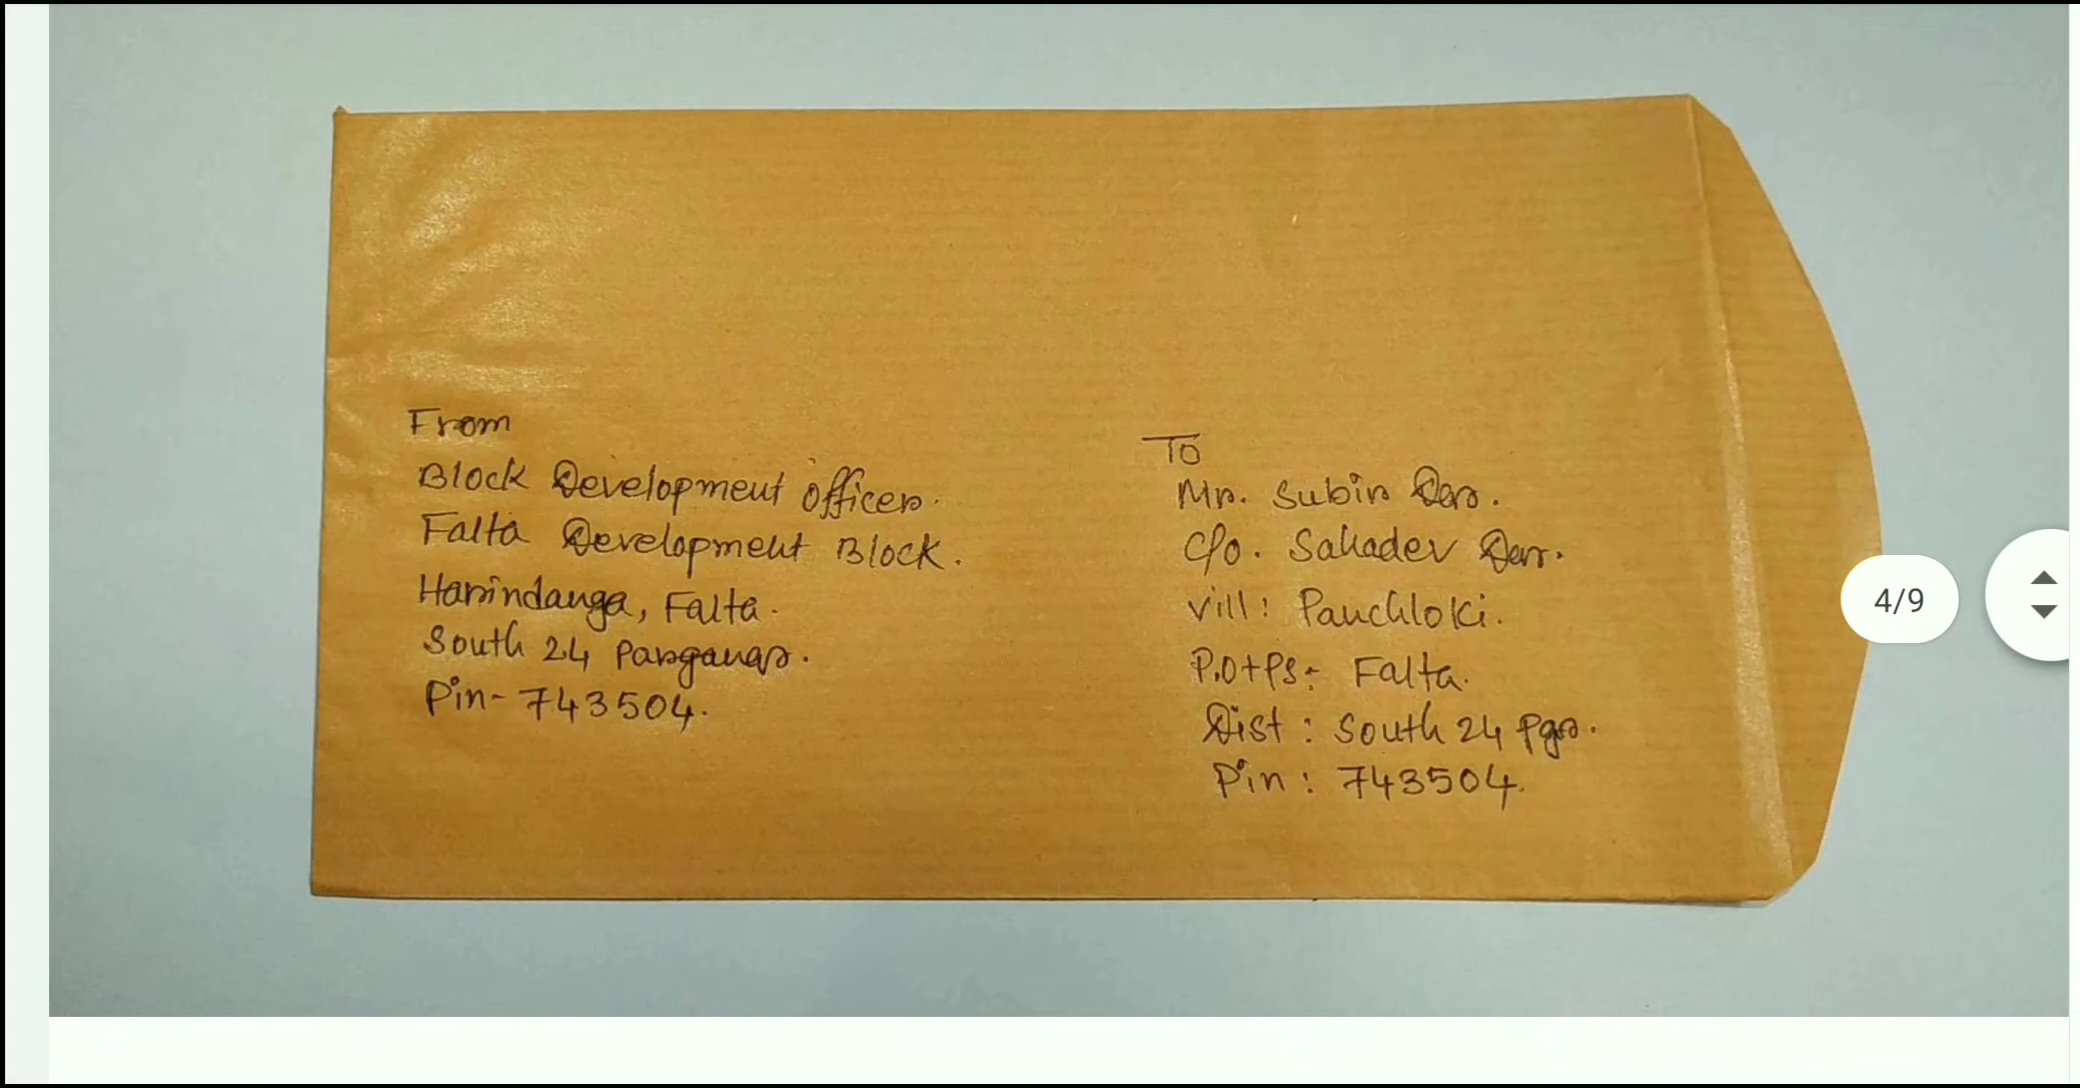 From
Block Development Officer.
Falta Development Block.
Harindanga, Falta.
South 24 Parganas.
Pin- 743504.
To
Mr. Subir Das.
C/o. Sahadev Das.
Vill: Panchloki.
P.O+PS: Falta.
Dist: South 24 Pgs.
Pin: 743504.
4/9